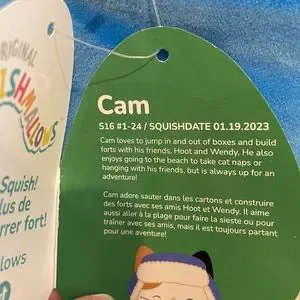 ORIGINAL
SQUISHMALLOWS
Squish!
lus de
rrer fort!
lows
Cam
S16 #1-24 / SQUISHDATE 01.19.2023
Cam loves to jump in and out of boxes and build
forts with his friends, Hoot and Wendy. He also
enjoys going to the beach to take cat naps or
hanging with his friends, but is always up for an
adventure!
Cam adore sauter dans les cartons et construire
des forts avec ses amis Hoot et Wendy. Il aime
aussi aller à la plage pour faire la sieste ou pour
traîner avec ses amis, mais il est toujours partant
pour une aventure!